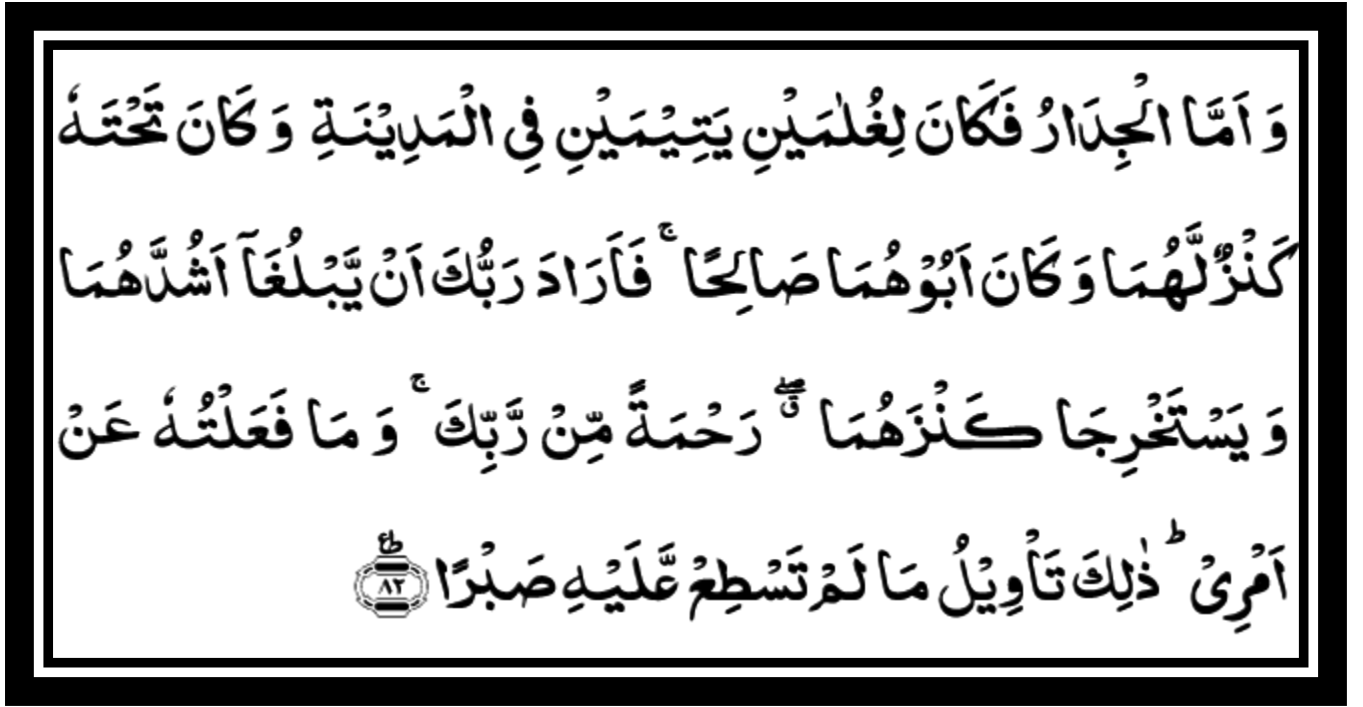 وَ اَمَّا الۡجِدَارُ فَکَانَ لِغُلٰمَیۡنِ یَتِیۡمَیۡنِ فِی الۡمَدِیۡنَۃِ وَ کَانَ تَحۡتَہٗ
کَنۡزٌ لَّہُمَا وَ کَانَ اَبُوۡہُمَا صَالِحًا ۚ فَاَرَادَ رَبُّکَ اَنۡ یَّبۡلُغَاۤ اَشُدَّہُمَا
وَ یَسۡتَخۡرِجَا کَنۡزَہُمَا ٭ۖ رَحۡمَۃً مِّنۡ رَّبِّکَ ۚ وَ مَا فَعَلۡتُہٗ عَنۡ
اَمۡرِیۡ ؕ ذٰلِکَ تَاۡوِیۡلُ مَا لَمۡ تَسۡطِعۡ عَّلَیۡہِ صَبۡرًا ﴿ؕ۸۲﴾